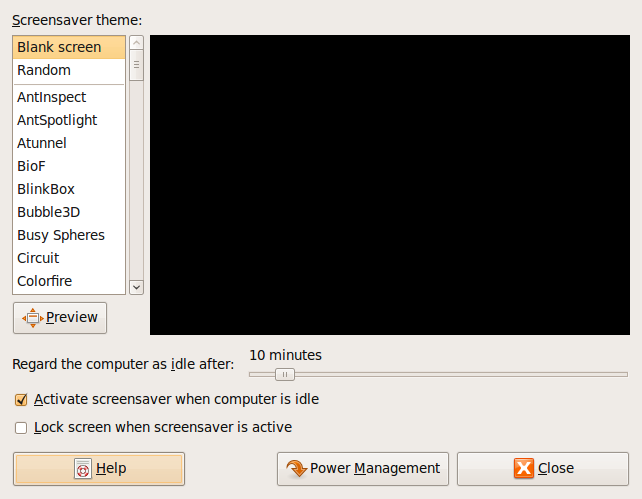 Screensaver theme:
Blank screen
Random
AntInspect
AntSpotlight
Atunnel
BioF
BlinkBox
Bubble3D
Busy Spheres
Circuit
Colorfire
Preview
Regard the computer as idle after:
10 minutes
Activate screensaver when computer is idle
Lock screen when screensaver is active
Help
Power Management
Close